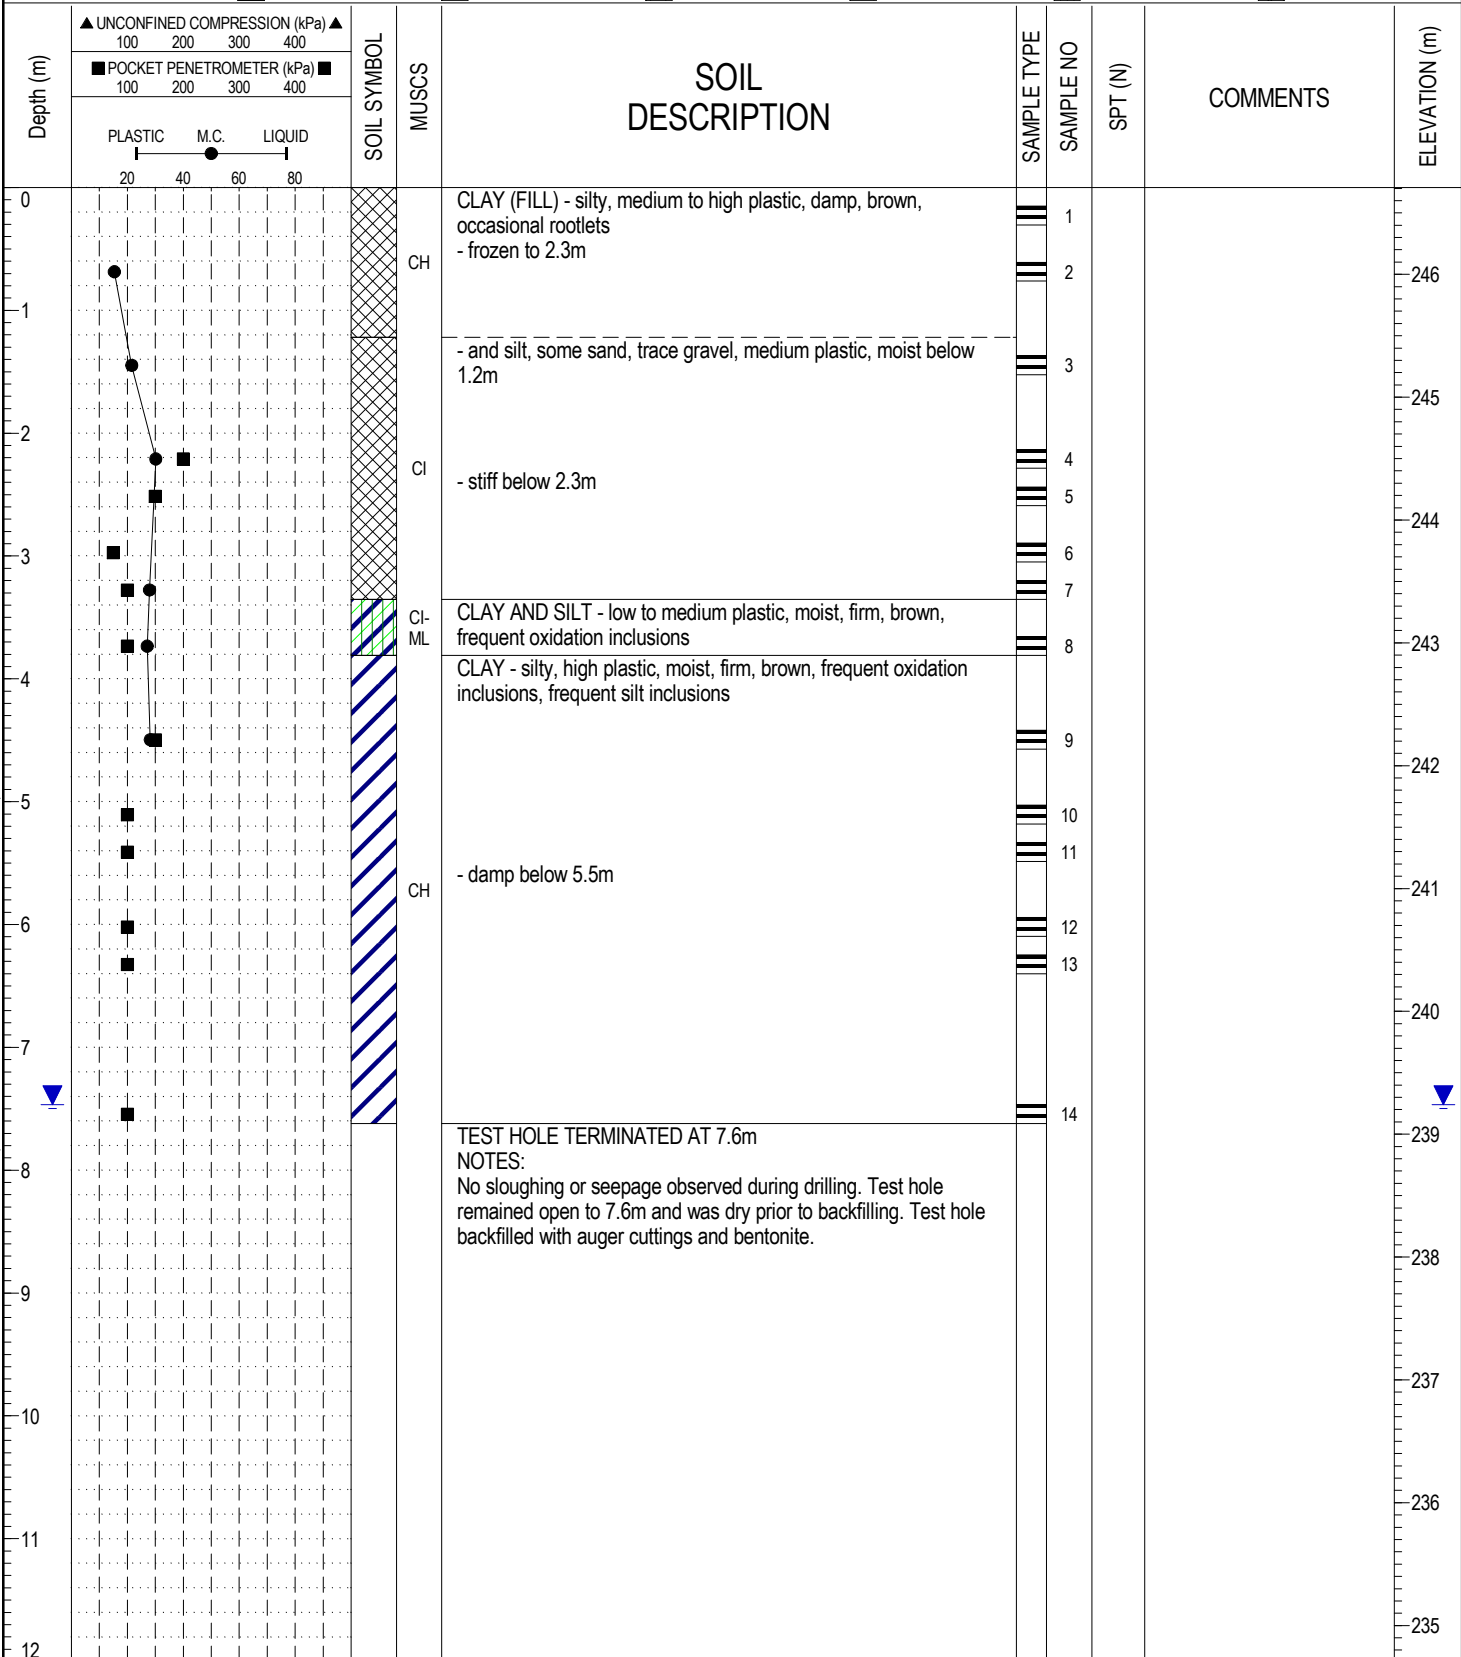 Depth (m)
▲ UNCONFINED COMPRESSION (kPa) ▲
100 200 300 400
■ POCKET PENETROMETER (kPa) ■
100 200 300 400
PLASTIC M.C. LIQUID
20 40 60 80
SOIL SYMBOL
MUSCS
SOIL
DESCRIPTION
SAMPLE TYPE
SAMPLE NO
SPT (N)
COMMENTS
ELEVATION (m)
0
1
2
3
4
5
6
7
8
9
10
11
12
CH
CI
CI-
ML
CH
CLAY (FILL) - silty, medium to high plastic, damp, brown,
occasional rootlets
- frozen to 2.3m
- and silt, some sand, trace gravel, medium plastic, moist below
1.2m
- stiff below 2.3m
CLAY AND SILT - low to medium plastic, moist, firm, brown,
frequent oxidation inclusions
CLAY - silty, high plastic, moist, firm, brown, frequent oxidation
inclusions, frequent silt inclusions
- damp below 5.5m
TEST HOLE TERMINATED AT 7.6m
NOTES:
No sloughing or seepage observed during drilling. Test hole
remained open to 7.6m and was dry prior to backfilling. Test hole
backfilled with auger cuttings and bentonite.
1
2
3
4
5
6
7
8
9
10
11
12
13
14
246
245
244
243
242
241
240
239
238
237
236
235